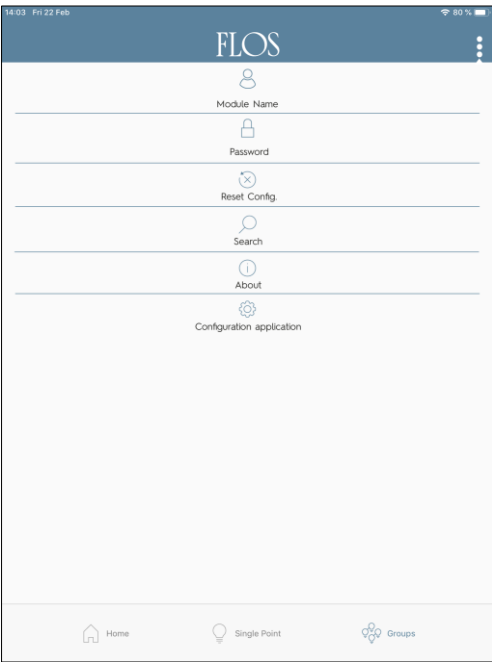 14:03 Fri 22 Feb 80 %
FLOS
Module Name
Password
Reset Config.
Search
About
Configuration application
Home Single Point Groups